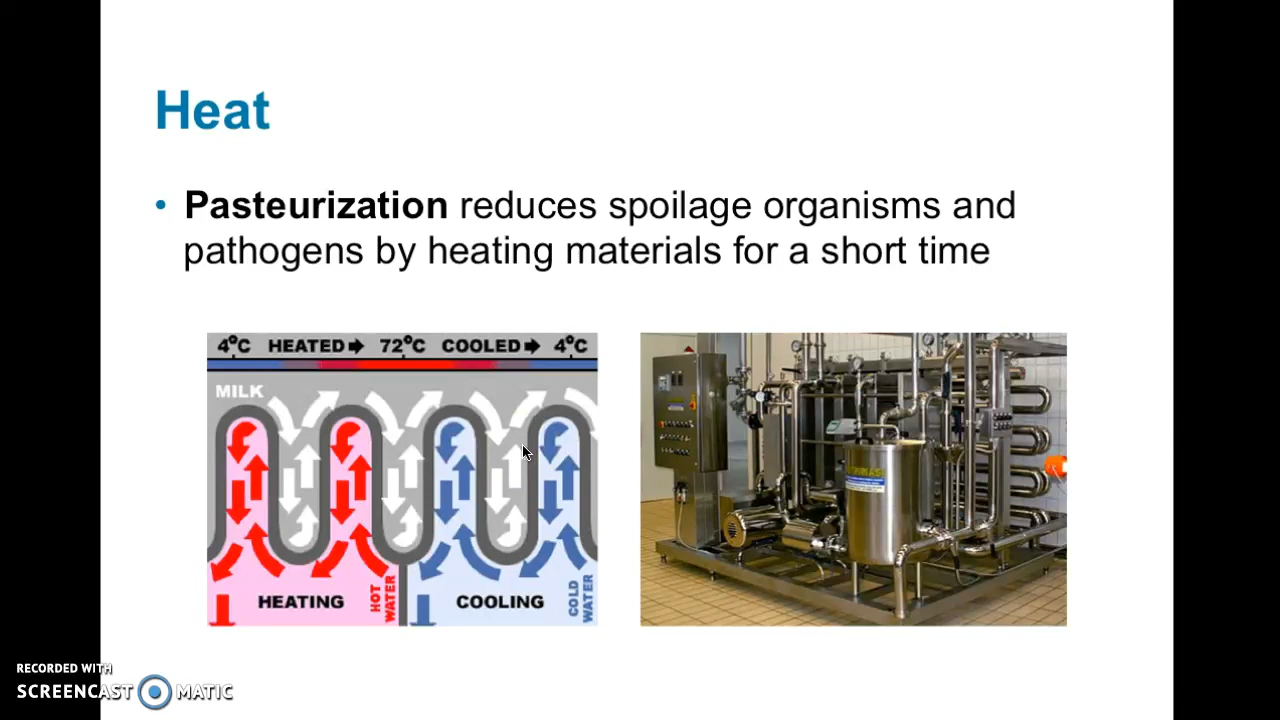 Heat
• Pasteurization reduces spoilage organisms and
pathogens by heating materials for a short time
4°C HEATED → 72°C COOLED → 4°C
MILK
HEATING
HOT
WATER
COOLING
COLD
WATER
RECORDED WITH
SCREENCAST MATIC